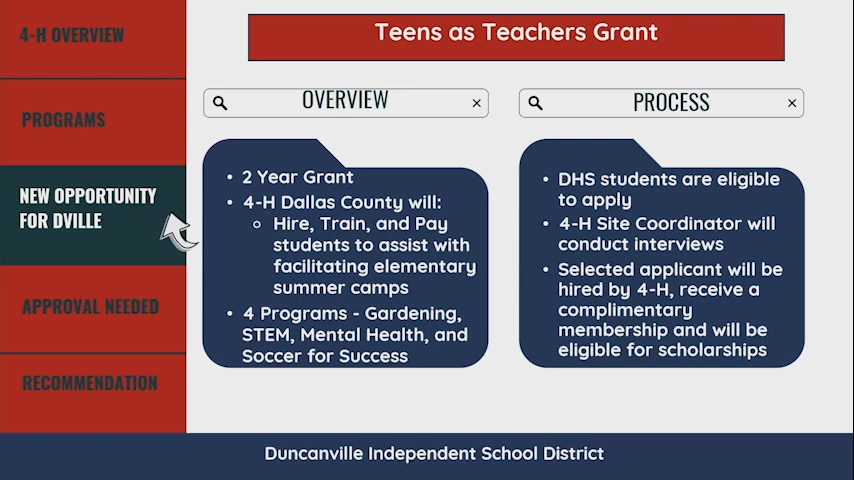 4-H OVERVIEW
PROGRAMS
NEW OPPORTUNITY
FOR DVILLE
APPROVAL NEEDED
RECOMMENDATION
Teens as Teachers Grant
OVERVIEW
×
• 2 Year Grant
• 4-H Dallas County will:
○ Hire, Train, and Pay
students to assist with
facilitating elementary
summer camps
• 4 Programs - Gardening,
STEM, Mental Health, and
Soccer for Success
PROCESS
×
• DHS students are eligible
to apply
• 4-H Site Coordinator will
conduct interviews
• Selected applicant will be
hired by 4-H, receive a
complimentary
membership and will be
eligible for scholarships
Duncanville Independent School District